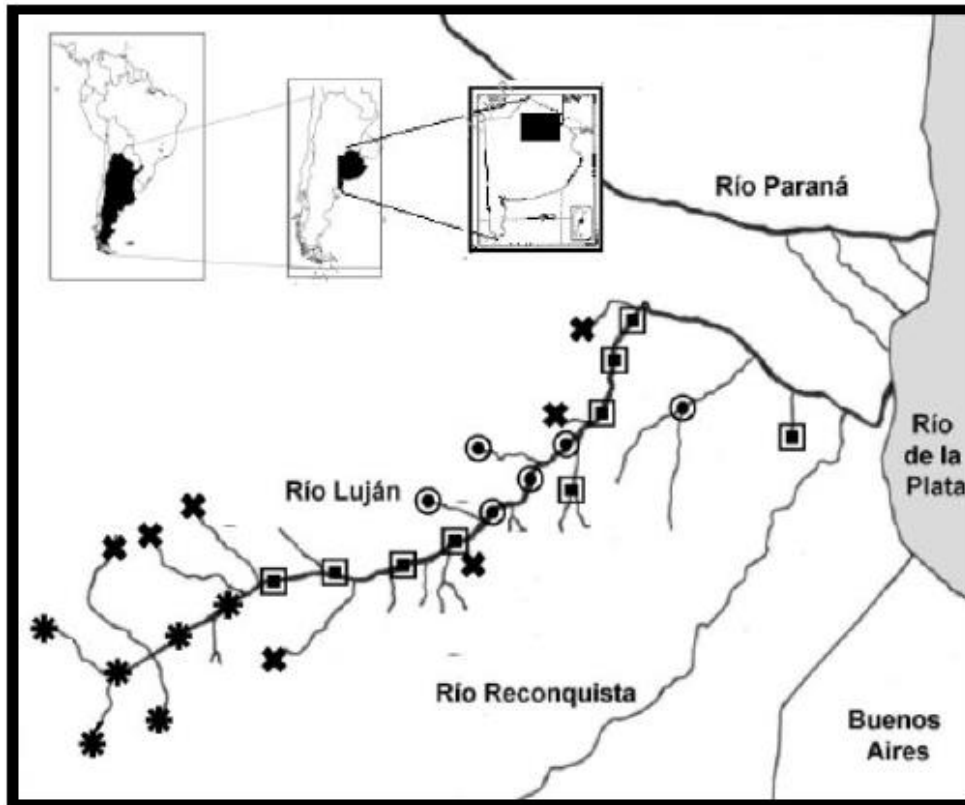 Río Paraná
Río
de la
Plata
Río Luján
Río Reconquista
Buenos
Aires